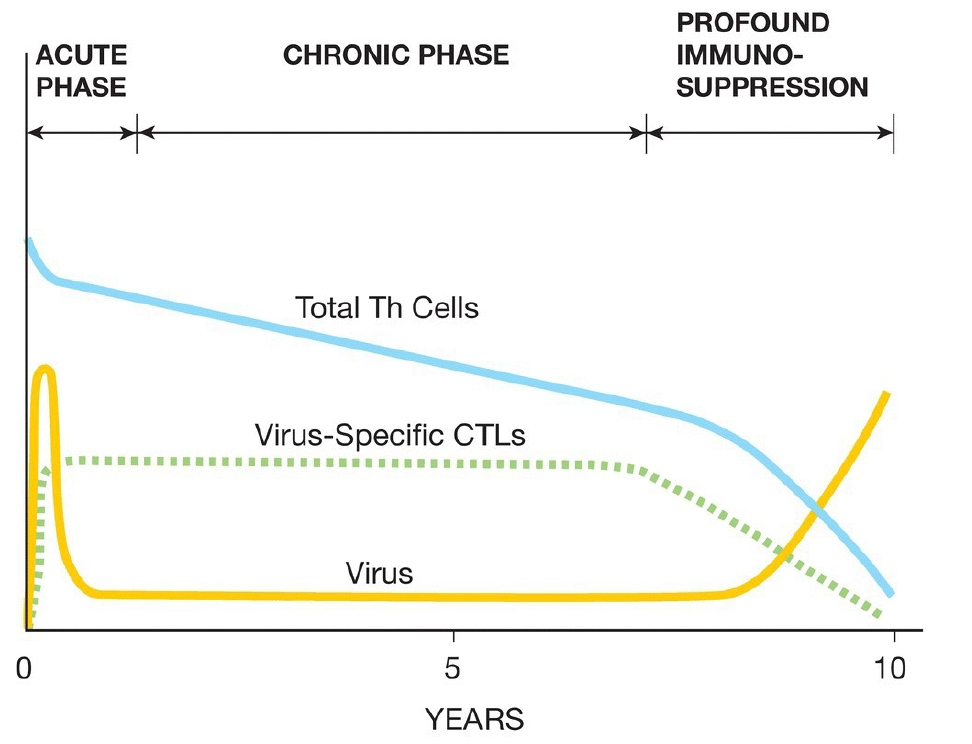 ACUTE
PHASE
CHRONIC PHASE
PROFOUND
IMMUNO-
SUPPRESSION
Total Th Cells
Virus-Specific CTLs
Virus
0
5
10
YEARS